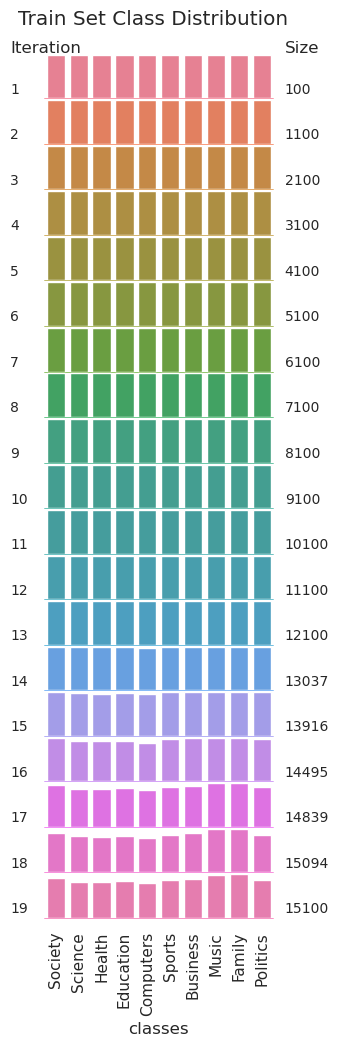 Train Set Class Distribution
Iteration Size
1 100
2 1100
3 2100
4 3100
5 4100
6 5100
7 6100
8 7100
9 8100
10 9100
11 10100
12 11100
13 12100
14 13037
15 13916
16 14495
17 14839
18 15094
19 15100
Society
Science
Health
Education
Computers
Sports
Business
Music
Family
Politics
classes